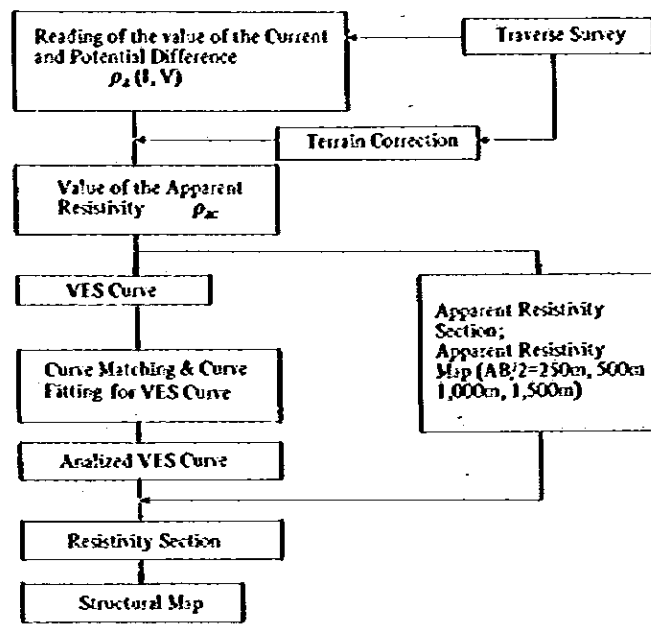 Reading of the value of the Current
and Potential Difference
ρa (I, V)
Traverse Survey
Terrain Correction
Value of the Apparent
Resistivity ρac
VES Curve
Apparent Resistivity
Section;
Apparent Resistivity
Map (AB/2=250m, 500m
1,000m, 1,500m)
Curve Matching & Curve
Fitting for VES Curve
Analized VES Curve
Resistivity Section
Structural Map